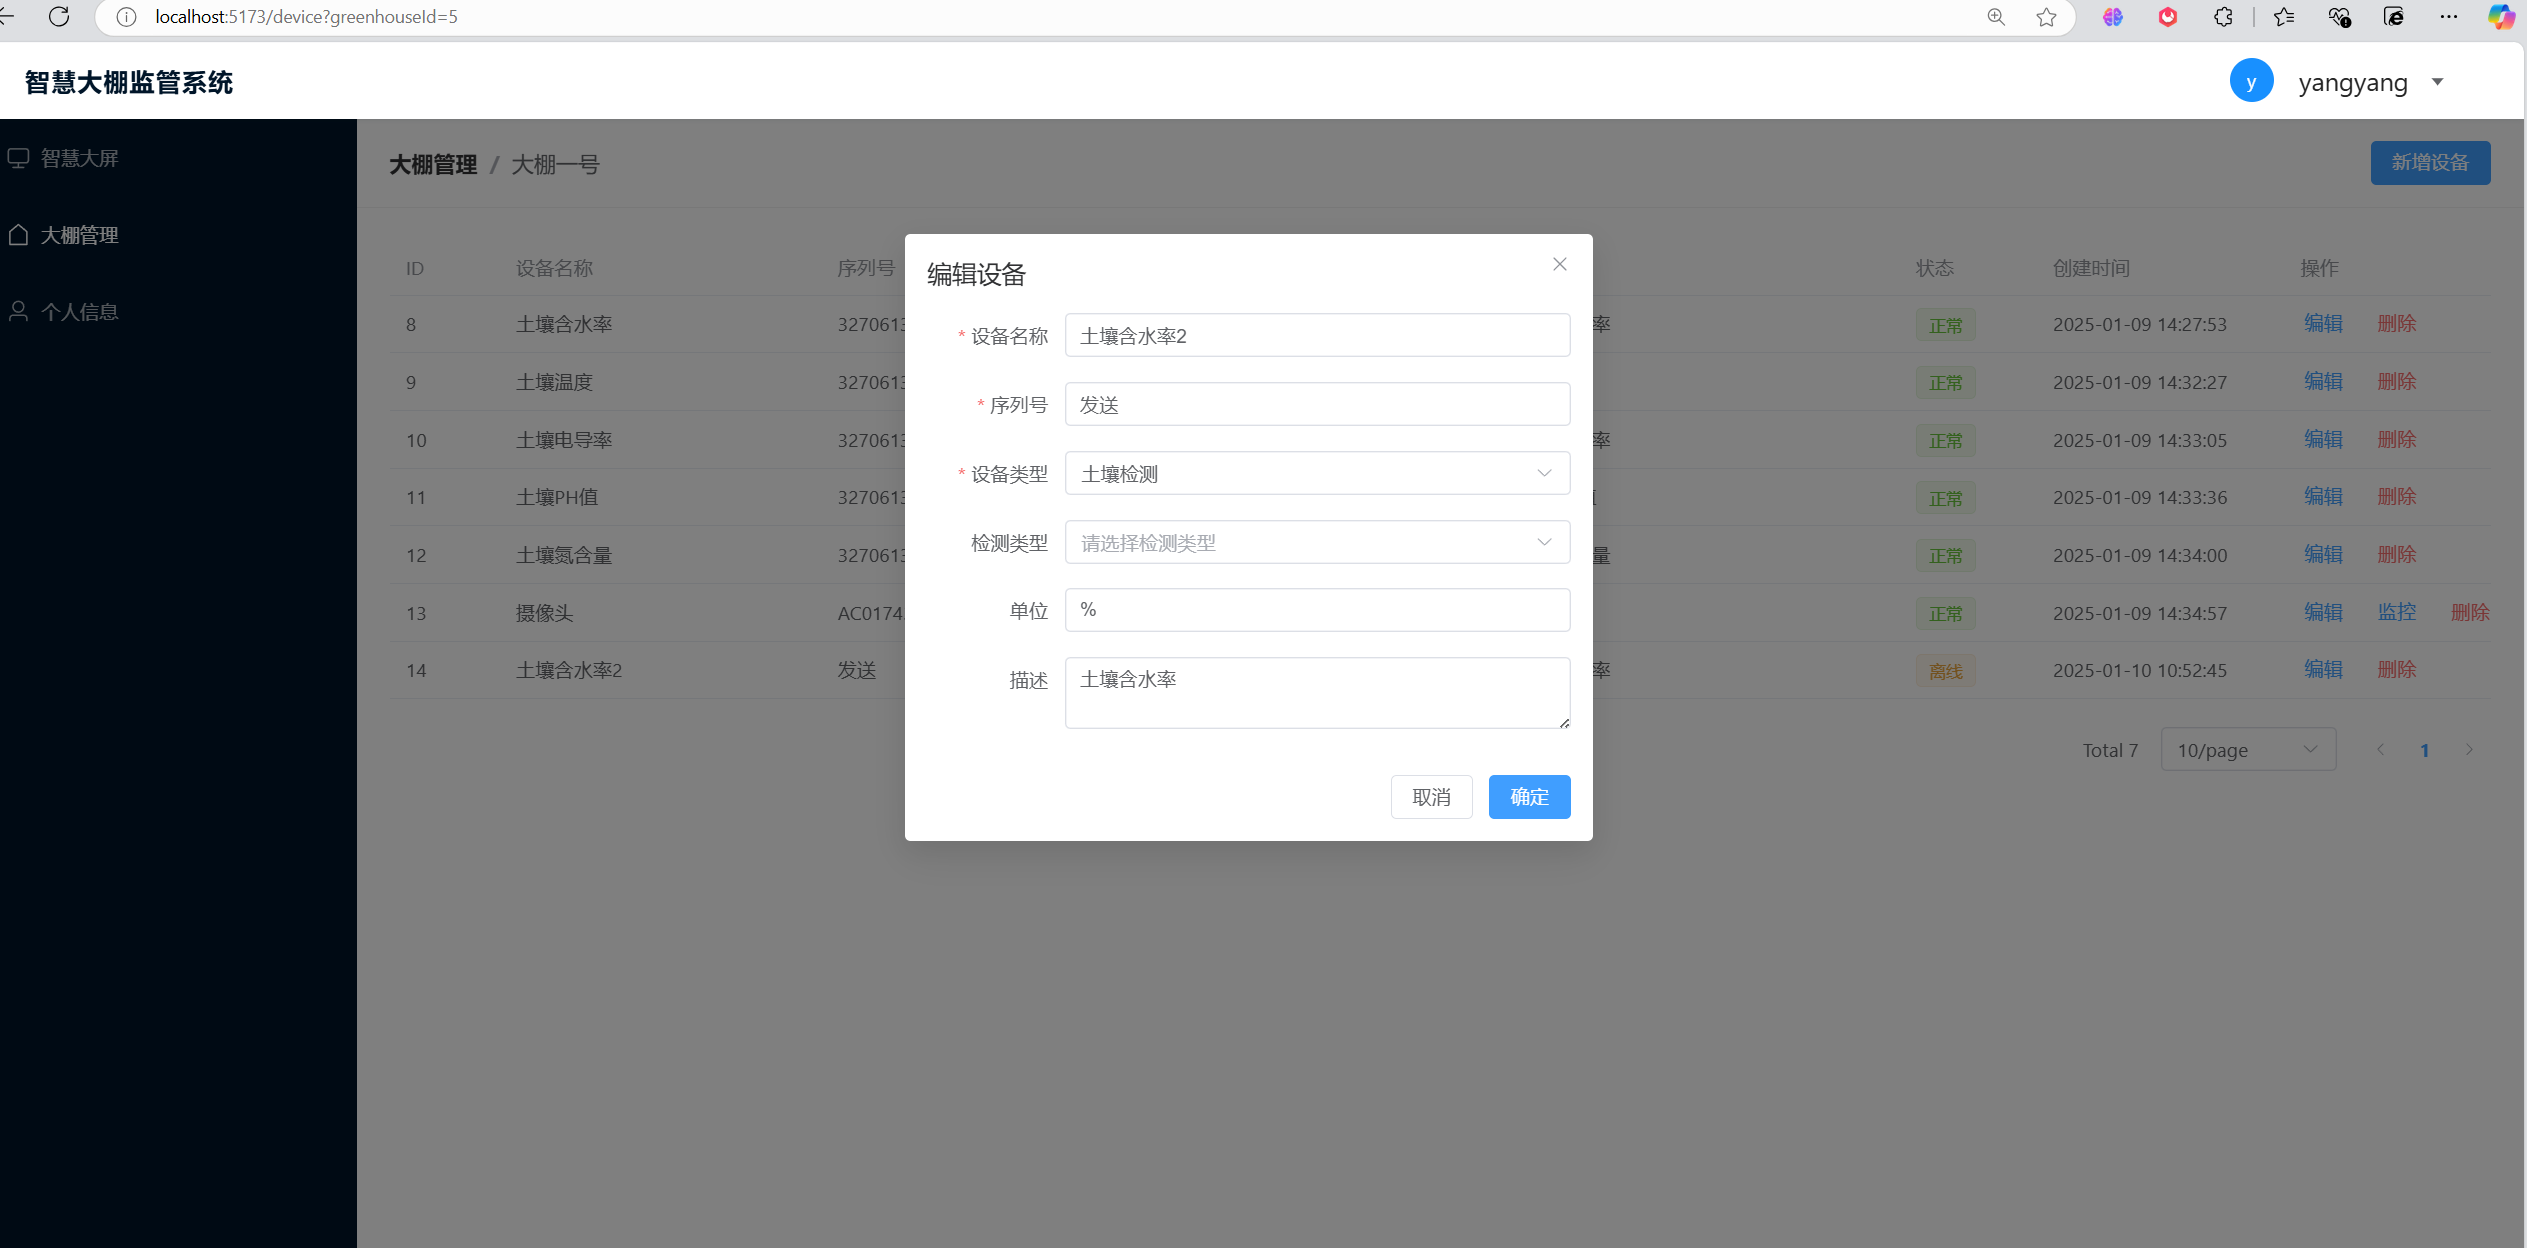 localhost:5173/device?greenhouseId=5
智慧大棚监管系统
y yangyang
智慧大屏
大棚管理
个人信息
大棚管理 / 大棚一号
新增设备
ID 设备名称 序列号 状态 创建时间 操作
8 土壤含水率 327061 率 正常 2025-01-09 14:27:53 编辑 删除
9 土壤温度 327061 正常 2025-01-09 14:32:27 编辑 删除
10 土壤电导率 327061 率 正常 2025-01-09 14:33:05 编辑 删除
11 土壤PH值 327061 正常 2025-01-09 14:33:36 编辑 删除
12 土壤氮含量 327061 量 正常 2025-01-09 14:34:00 编辑 删除
13 摄像头 AC0174 正常 2025-01-09 14:34:57 编辑 监控 删除
14 土壤含水率2 发送 率 离线 2025-01-10 10:52:45 编辑 删除
Total 7 10/page 1
编辑设备
* 设备名称 土壤含水率2
* 序列号 发送
* 设备类型 土壤检测
检测类型 请选择检测类型
单位 %
描述 土壤含水率
取消 确定